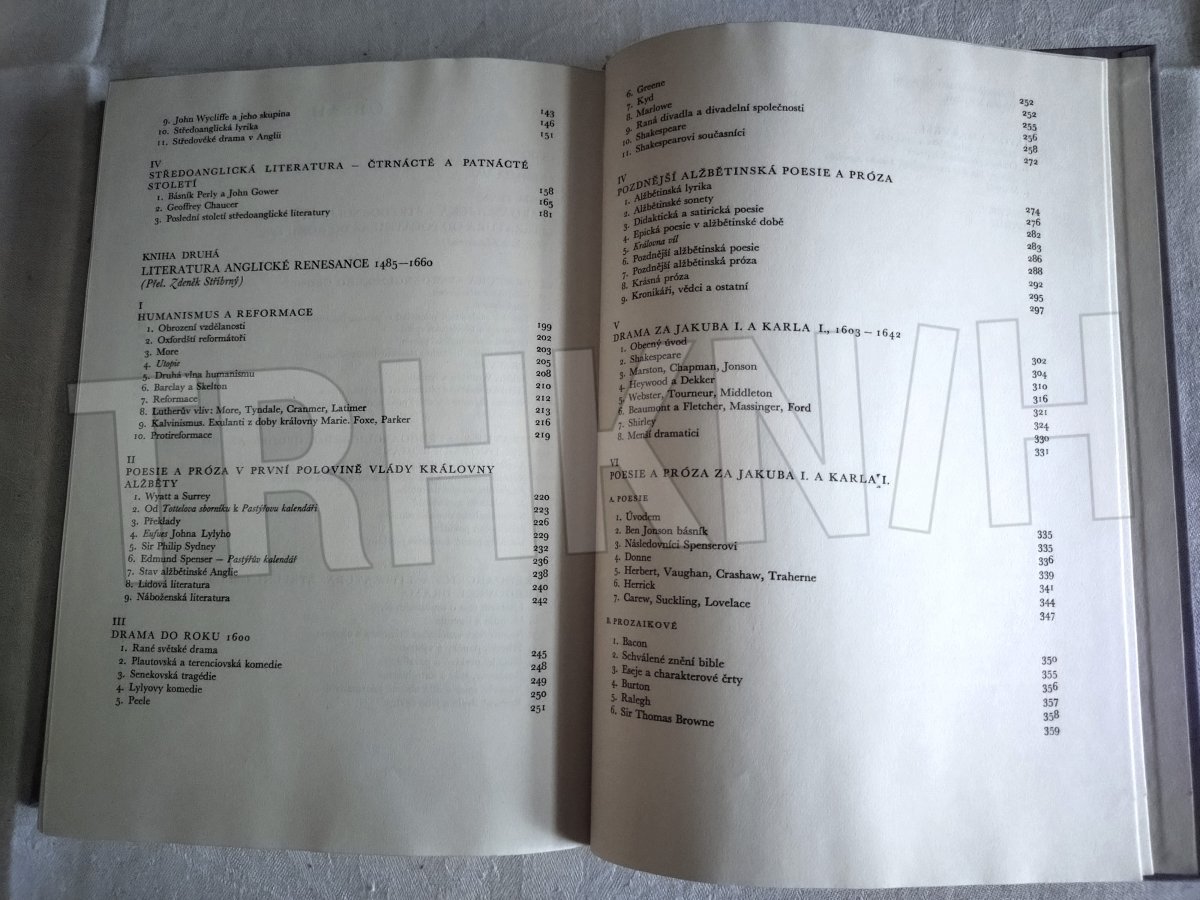 9. John Wycliffe a jeho skupina 143
10. Středoanglická lyrika 146
11. Středověké drama v Anglii 151
IV
STŘEDOANGLICKÁ LITERATURA – ČTRNÁCTÉ A PATNÁCTÉ
STOLETÍ
1. Básník Perly a John Gower 158
2. Geoffrey Chaucer 165
3. Poslední století středoanglické literatury 181
KNIHA DRUHÁ
LITERATURA ANGLICKÉ RENESANCE 1485–1660
(Přel. Zdeněk Stříbrný)
I
HUMANISMUS A REFORMACE
1. Obrození vzdělanosti 199
2. Oxfordští reformátoři 202
3. More 203
4. Utopie 205
5. Druhá vlna humanismu 208
6. Barclay a Skelton 210
7. Reformace 212
8. Lutherův vliv: More, Tyndale, Cranmer, Latimer 213
9. Kalvinismus. Exulanti z doby královny Marie. Foxe, Parker 216
10. Protireformace 219
II
POESIE A PRÓZA V PRVNÍ POLOVINĚ VLÁDY KRÁLOVNY
ALŽBĚTY
1. Wyatt a Surrey 220
2. Od Tottelova sborníku k Pastýřovu kalendáři 223
3. Překlady 226
4. Eufues Johna Lylyho 229
5. Sir Philip Sydney 232
6. Edmund Spenser – Pastýřův kalendář 236
7. Stav alžbětinské Anglie 238
8. Lidová literatura 240
9. Náboženská literatura 242
III
DRAMA DO ROKU 1600
1. Rané světské drama 245
2. Plautovská a terenciovská komedie 248
3. Senekovská tragédie 249
4. Lylyovy komedie 250
5. Peele 251
6. Greene 252
7. Kyd 252
8. Marlowe 255
9. Raná divadla a divadelní společnosti 256
10. Shakespeare 258
11. Shakespearovi současníci 272
IV
POZDNĚJŠÍ ALŽBĚTINSKÁ POESIE A PRÓZA
1. Alžbětinská lyrika 274
2. Alžbětinské sonety 276
3. Didaktická a satirická poesie 282
4. Epická poesie v alžbětinské době 283
5. Královna víl 286
6. Pozdnější alžbětinská poesie 288
7. Pozdnější alžbětinská próza 292
8. Krásná próza 295
9. Kronikáři, vědci a ostatní 297
V
DRAMA ZA JAKUBA I. A KARLA I., 1603 – 1642
1. Obecný úvod 302
2. Shakespeare 304
3. Marston, Chapman, Jonson 310
4. Heywood a Dekker 316
5. Webster, Tourneur, Middleton 321
6. Beaumont a Fletcher, Massinger, Ford 324
7. Shirley 330
8. Menší dramatici 331
VI
POESIE A PRÓZA ZA JAKUBA I. A KARLA I.
A. POESIE
1. Úvodem 335
2. Ben Jonson básník 335
3. Následovníci Spenserovi 336
4. Donne 339
5. Herbert, Vaughan, Crashaw, Traherne 341
6. Herrick 344
7. Carew, Suckling, Lovelace 347
B. PROZAIKOVÉ
1. Bacon 350
2. Schválené znění bible 355
3. Eseje a charakterové črty 356
4. Burton 357
5. Ralegh 358
6. Sir Thomas Browne 359
TRHKNIH